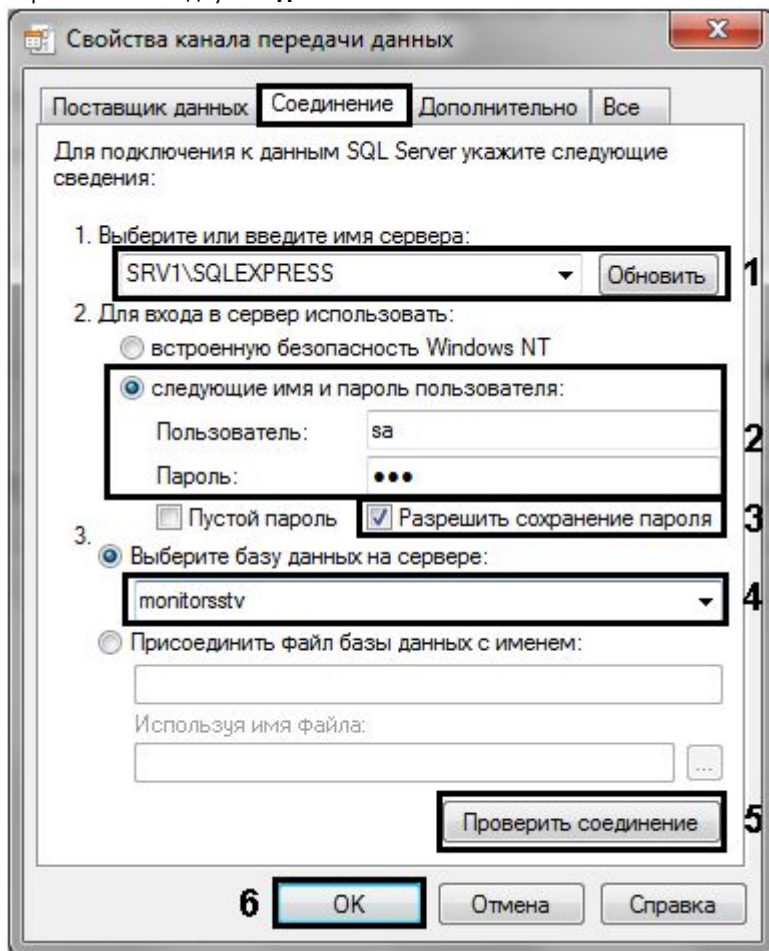 Свойства канала передачи данных
Поставщик данных Соединение Дополнительно Все
Для подключения к данным SQL Server укажите следующие
сведения:
1. Выберите или введите имя сервера:
SRV1\SQLEXPRESS Обновить 1
2. Для входа в сервер использовать:
встроенную безопасность Windows NT
следующие имя и пароль пользователя:
Пользователь: sa
2
Пароль: ●●●
Пустой пароль Разрешить сохранение пароля 3
3.
Выберите базу данных на сервере:
monitorsstv 4
Присоединить файл базы данных с именем:
Используя имя файла:
...
Проверить соединение 5
6 OK Отмена Справка